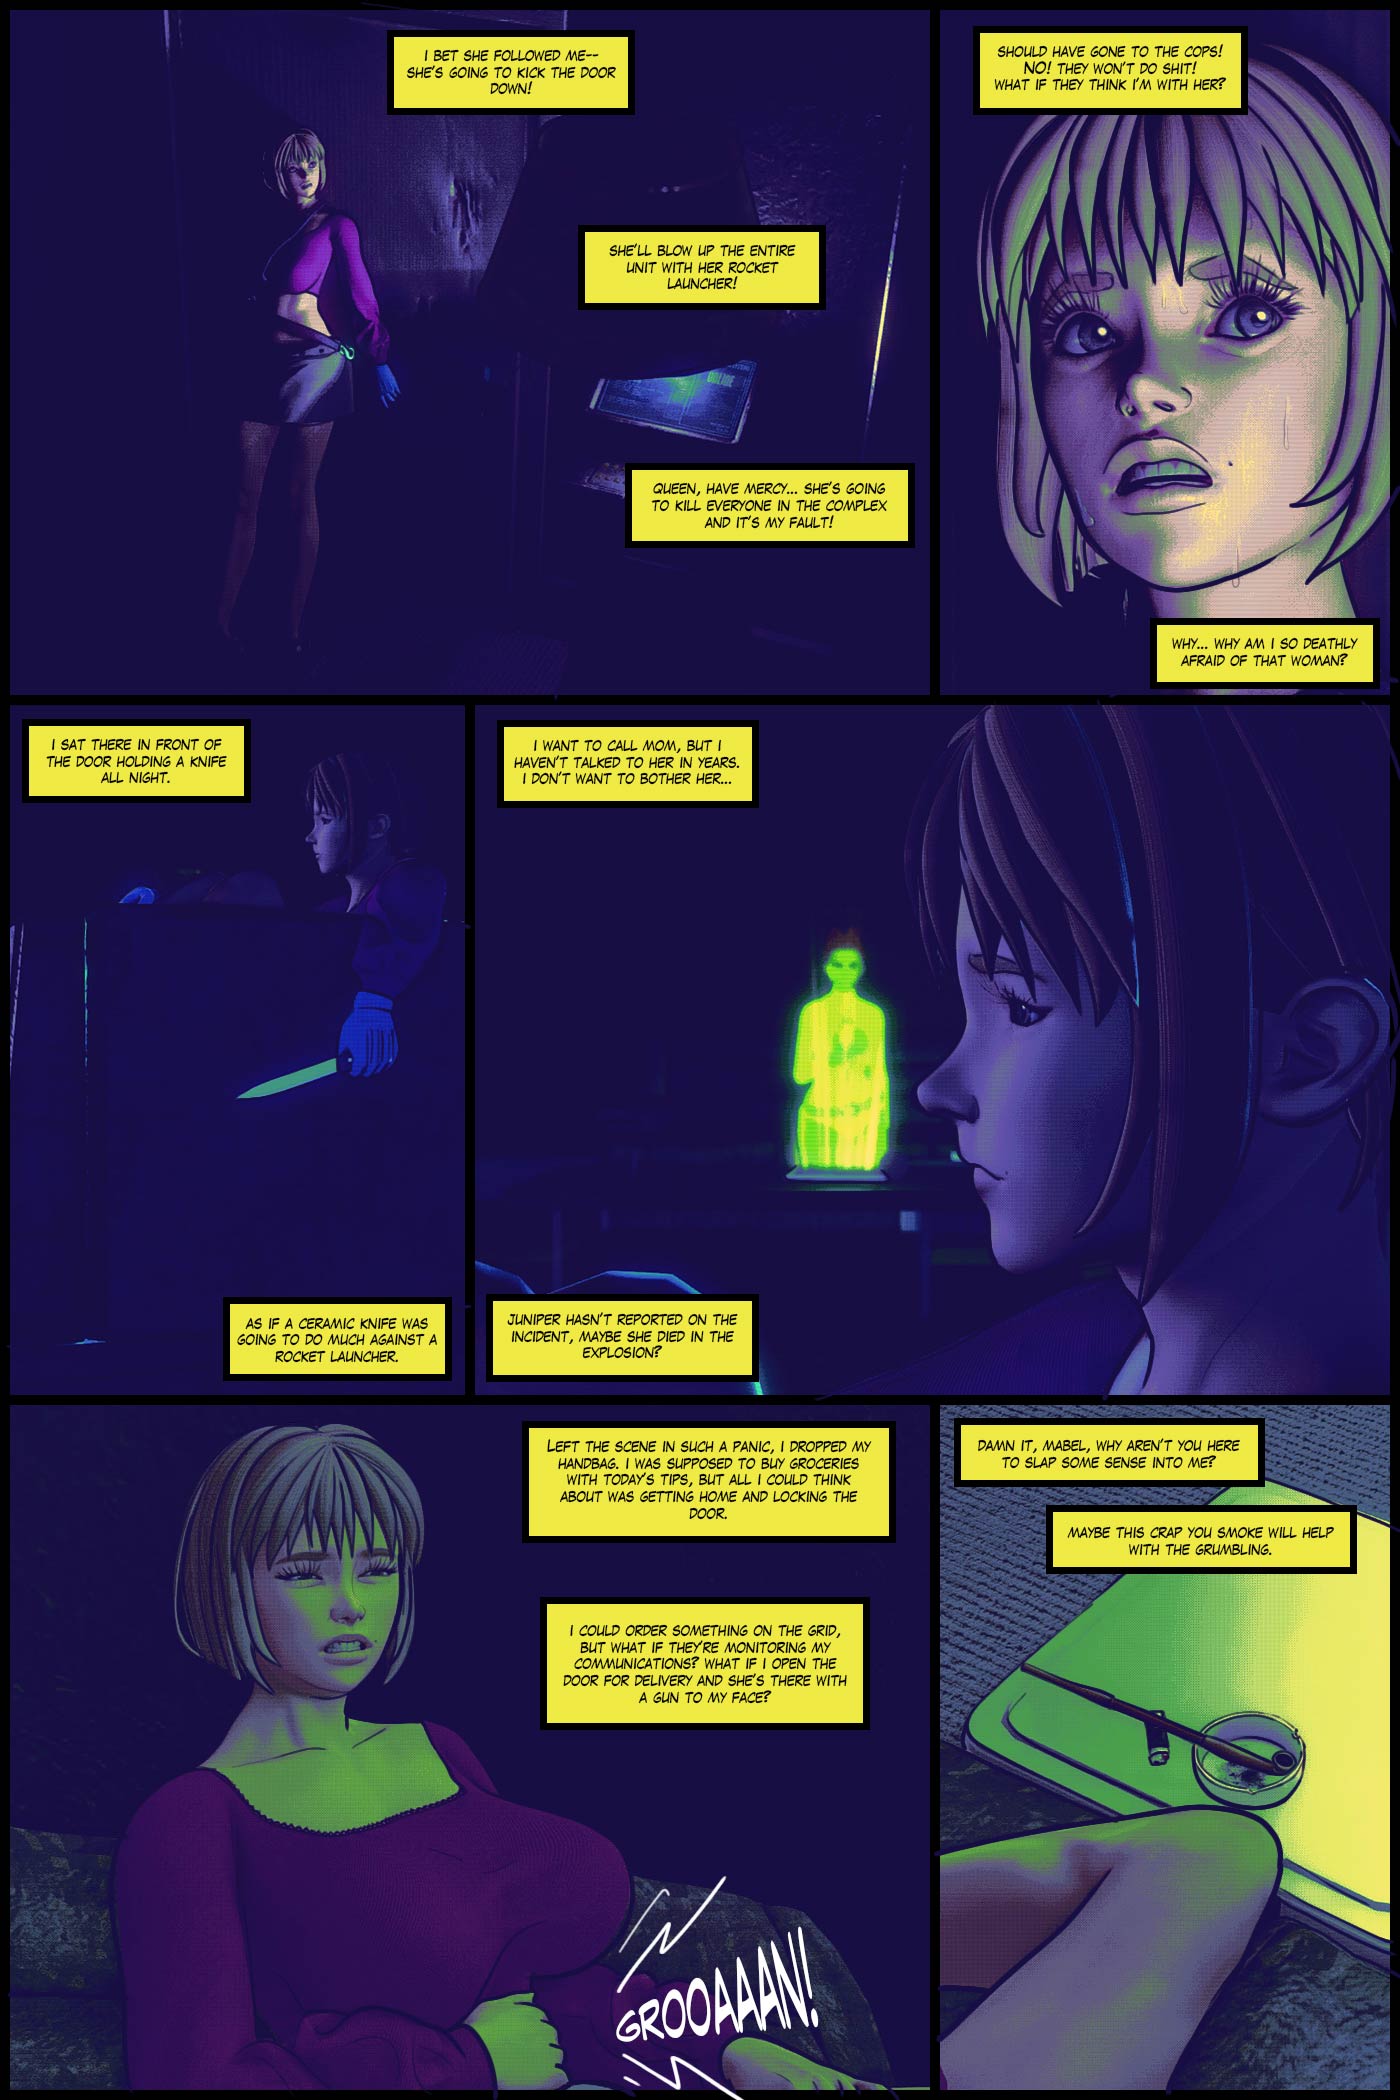 I BET SHE FOLLOWED ME--
SHE'S GOING TO KICK THE DOOR
DOWN!
SHE'LL BLOW UP THE ENTIRE
UNIT WITH HER ROCKET
LAUNCHER!
QUEEN, HAVE MERCY... SHE'S GOING
TO KILL EVERYONE IN THE COMPLEX
AND IT'S MY FAULT!
SHOULD HAVE GONE TO THE COPS!
NO! THEY WON'T DO SHIT!
WHAT IF THEY THINK I'M WITH HER?
WHY... WHY AM I SO DEATHLY
AFRAID OF THAT WOMAN?
I SAT THERE IN FRONT OF
THE DOOR HOLDING A KNIFE
ALL NIGHT.
AS IF A CERAMIC KNIFE WAS
GOING TO DO MUCH AGAINST A
ROCKET LAUNCHER.
I WANT TO CALL MOM, BUT I
HAVEN'T TALKED TO HER IN YEARS.
I DON'T WANT TO BOTHER HER...
JUNIPER HASN'T REPORTED ON THE
INCIDENT, MAYBE SHE DIED IN THE
EXPLOSION?
LEFT THE SCENE IN SUCH A PANIC, I DROPPED MY
HANDBAG. I WAS SUPPOSED TO BUY GROCERIES
WITH TODAY'S TIPS, BUT ALL I COULD THINK
ABOUT WAS GETTING HOME AND LOCKING THE
DOOR.
I COULD ORDER SOMETHING ON THE GRID,
BUT WHAT IF THEY'RE MONITORING MY
COMMUNICATIONS? WHAT IF I OPEN THE
DOOR FOR DELIVERY AND SHE'S THERE WITH
A GUN TO MY FACE?
GROOAAAN!
DAMN IT, MABEL, WHY AREN'T YOU HERE
TO SLAP SOME SENSE INTO ME?
MAYBE THIS CRAP YOU SMOKE WILL HELP
WITH THE GRUMBLING.